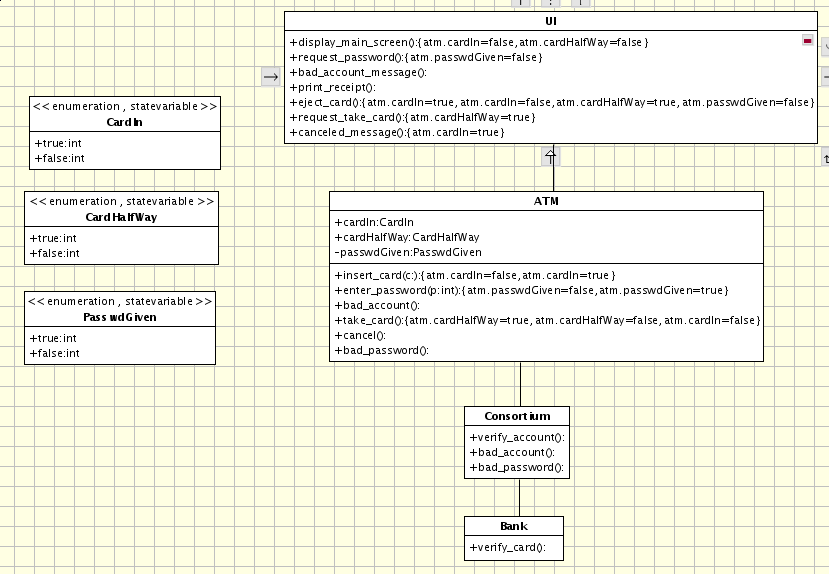 UI
+display_main_screen():{atm.cardIn=false,atm.cardHalfWay=false}
+request_password():{atm.passwdGiven=false}
+bad_account_message():
+print_receipt():
+eject_card():{atm.cardIn=true, atm.cardIn=false, atm.cardHalfWay=true, atm.passwdGiven=false}
+request_take_card():{atm.cardHalfWay=true}
+canceled_message():{atm.cardIn=true}
<< enumeration , statevariable >>
CardIn
+true:int
+false:int
<< enumeration , statevariable >>
CardHalfWay
+true:int
+false:int
<< enumeration , statevariable >>
PasswdGiven
+true:int
+false:int
ATM
+cardIn:CardIn
+cardHalfWay:CardHalfWay
-passwdGiven:PasswdGiven
+insert_card(c:):{atm.cardIn=false,atm.cardIn=true}
+enter_password(p:int):{atm.passwdGiven=false,atm.passwdGiven=true}
+bad_account():
+take_card():{atm.cardHalfWay=true, atm.cardHalfWay=false, atm.cardIn=false}
+cancel():
+bad_password():
Consortium
+verify_account():
+bad_account():
+bad_password():
Bank
+verify_card():